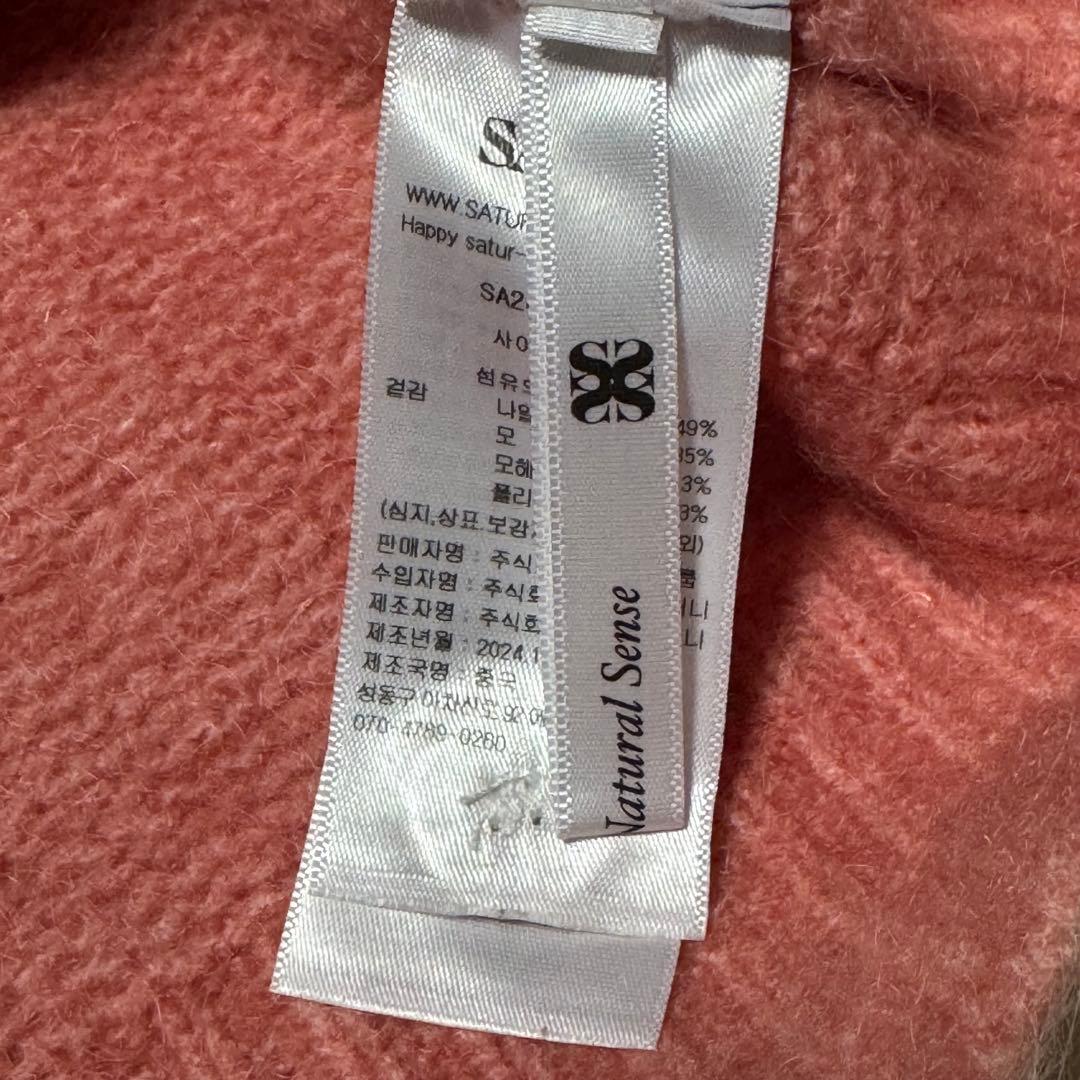 WWW.SATUR
Happy satur-
SA2
사이
섬유의
겉감
나일 49%
모 35%
모헤 3%
폴리 3%
(심지,상표,보강, 외)
판매자명 : 주식
수입자명 : 주식회
제조자명 : 주식회
제조년월 : 2024.1
제조국명 : 중국
성동구 아차산로 92
070-4789-0260
Natural Sense